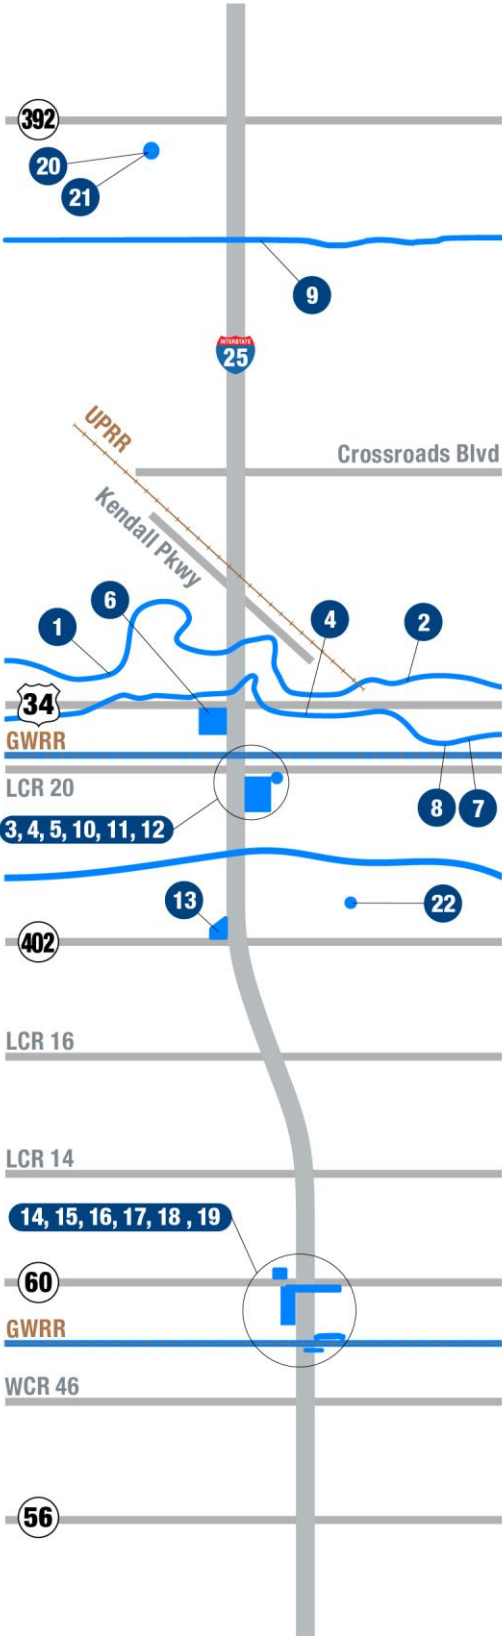 392
20
21
9
INTERSTATE
25
UPRR
Crossroads Blvd
Kendall Pkwy
6
1
4
2
34
GWRR
LCR 20
8
7
3, 4, 5, 10, 11, 12
13
22
402
LCR 16
LCR 14
14, 15, 16, 17, 18 , 19
60
GWRR
WCR 46
56